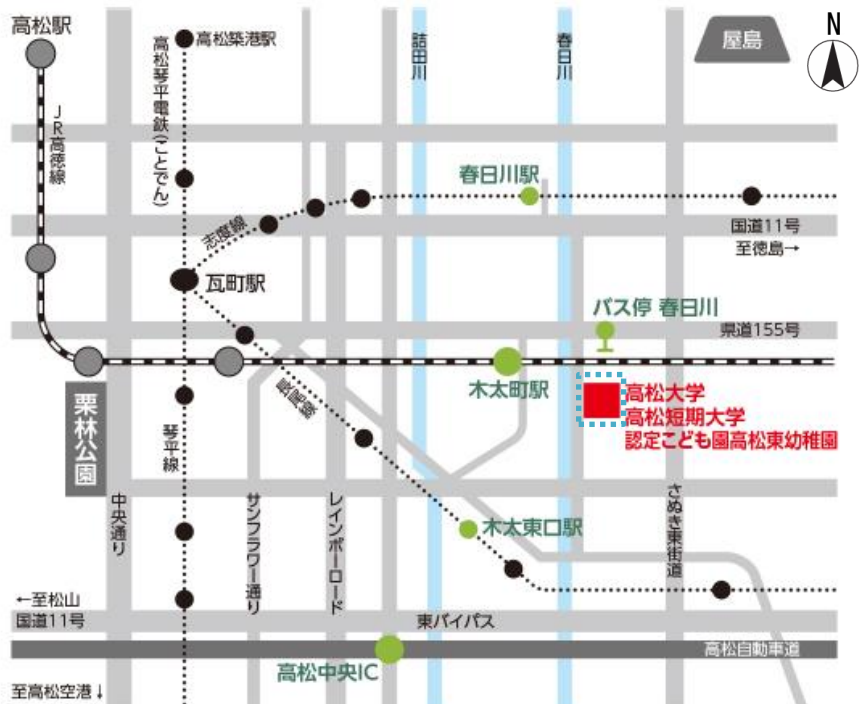 高松駅
高松築港駅
高松琴平電鉄(ことでん)
JR高徳線
詰田川
春日川
屋島
N
春日川駅
志度線
国道11号
至徳島→
瓦町駅
バス停 春日川
県道155号
木太町駅
高松大学
高松短期大学
認定こども園高松東幼稚園
栗林公園
長尾線
琴平線
中央通り
サンフラワー通り
レインボーロード
木太東口駅
さぬき東街道
←至松山
国道11号
東バイパス
高松自動車道
高松中央IC
至高松空港↓